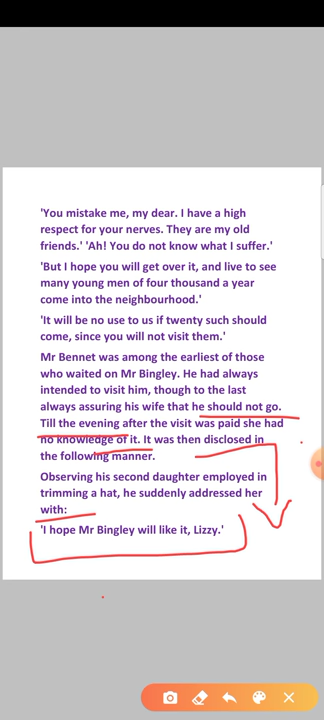 'You mistake me, my dear. I have a high
respect for your nerves. They are my old
friends.' 'Ah! You do not know what I suffer.'
'But I hope you will get over it, and live to see
many young men of four thousand a year
come into the neighbourhood.'
'It will be no use to us if twenty such should
come, since you will not visit them.'
Mr Bennet was among the earliest of those
who waited on Mr Bingley. He had always
intended to visit him, though to the last
always assuring his wife that he should not go.
Till the evening after the visit was paid she had
no knowledge of it. It was then disclosed in
the following manner.
Observing his second daughter employed in
trimming a hat, he suddenly addressed her
with:
'I hope Mr Bingley will like it, Lizzy.'